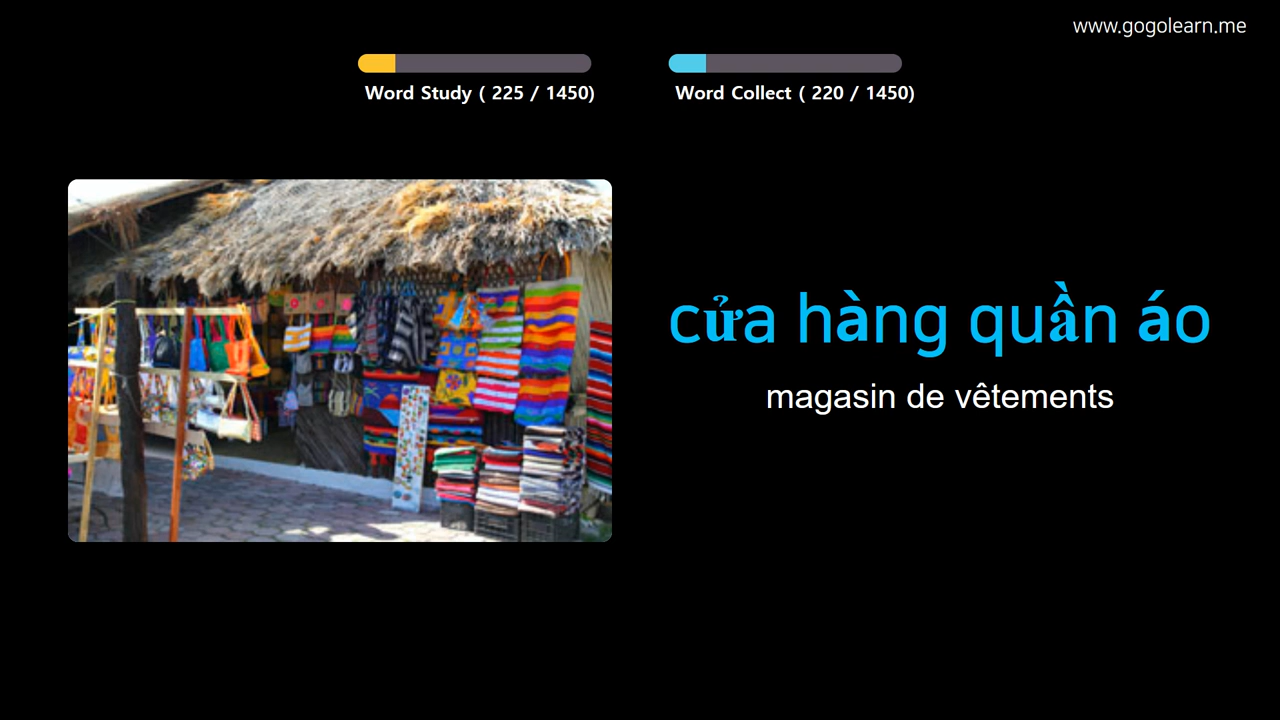 www.gogolearn.me
Word Study ( 225 / 1450)
Word Collect ( 220 / 1450)
cửa hàng quần áo
magasin de vêtements